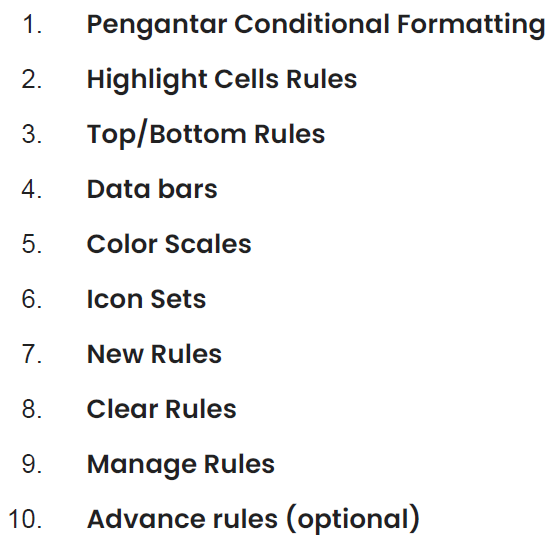 1. Pengantar Conditional Formatting
2. Highlight Cells Rules
3. Top/Bottom Rules
4. Data bars
5. Color Scales
6. Icon Sets
7. New Rules
8. Clear Rules
9. Manage Rules
10. Advance rules (optional)